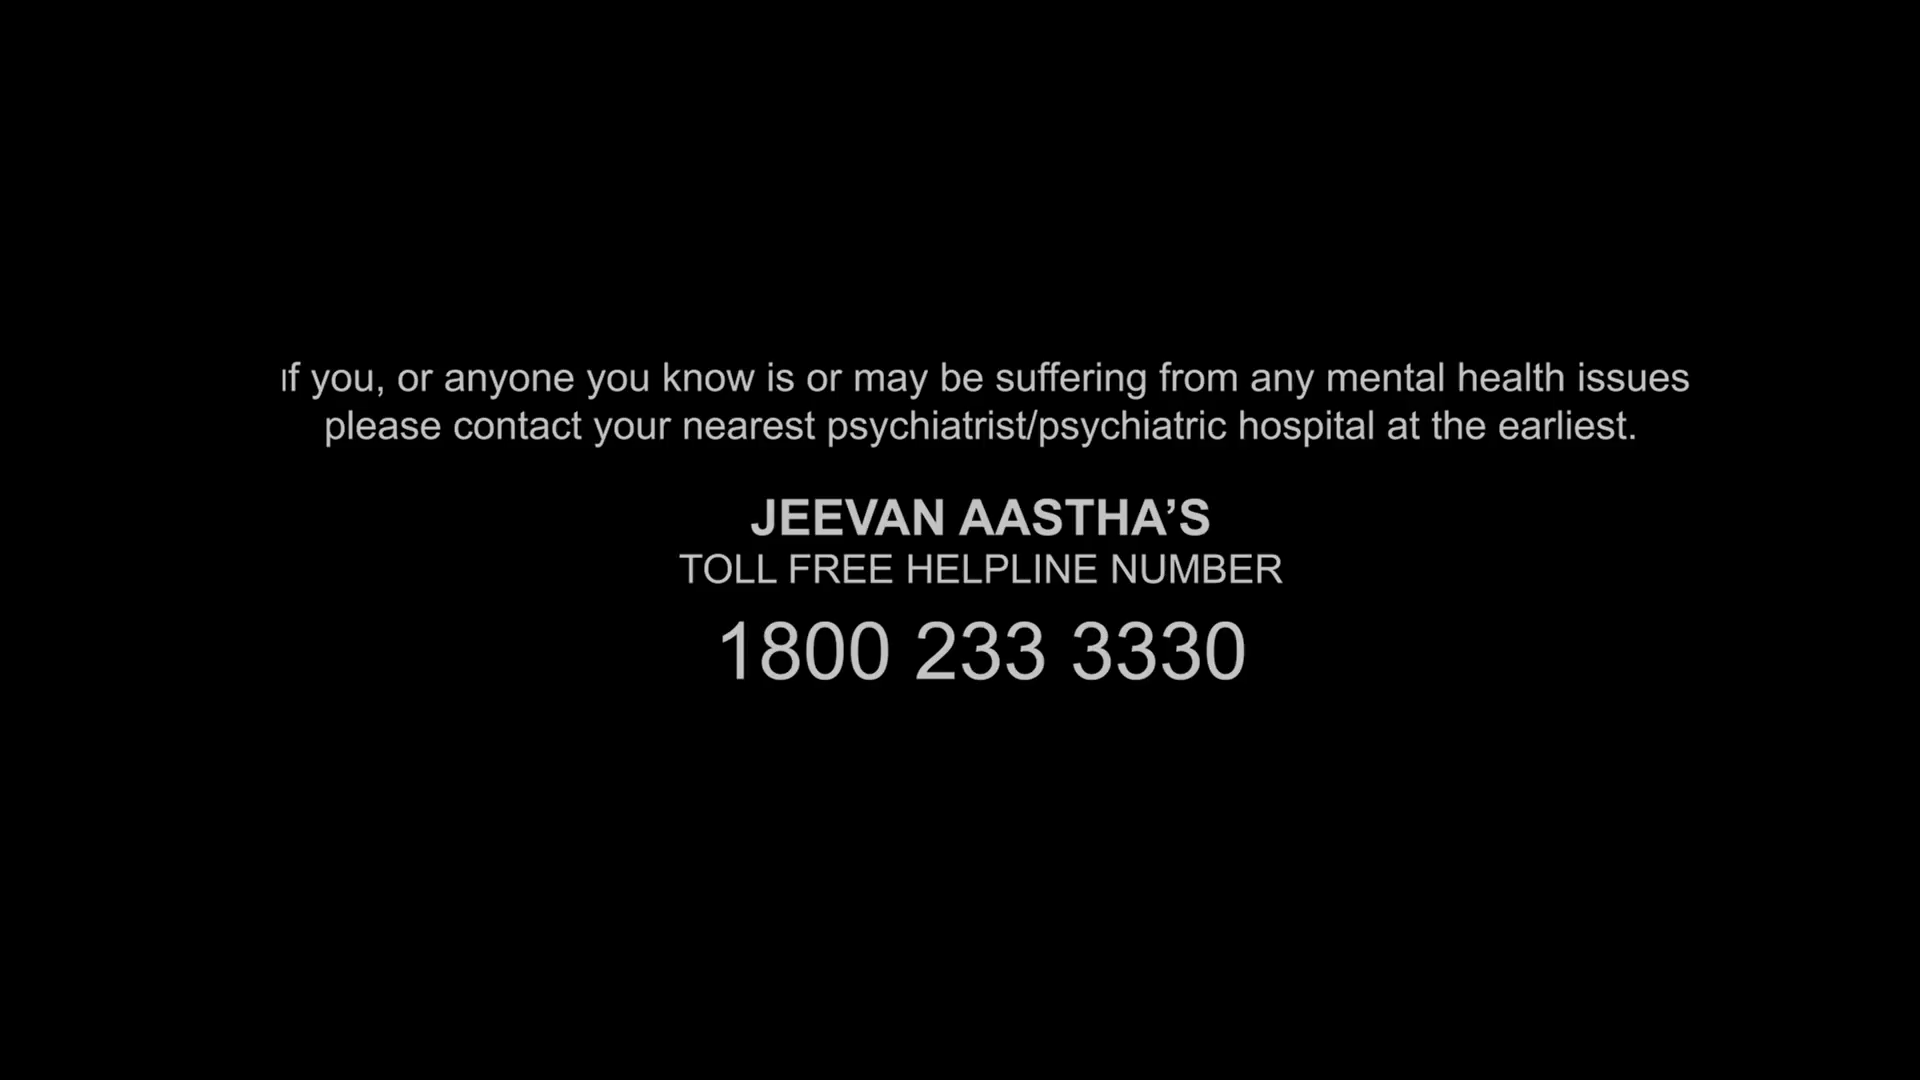 If you, or anyone you know is or may be suffering from any mental health issues
please contact your nearest psychiatrist/psychiatric hospital at the earliest.
JEEVAN AASTHA’S
TOLL FREE HELPLINE NUMBER
1800 233 3330